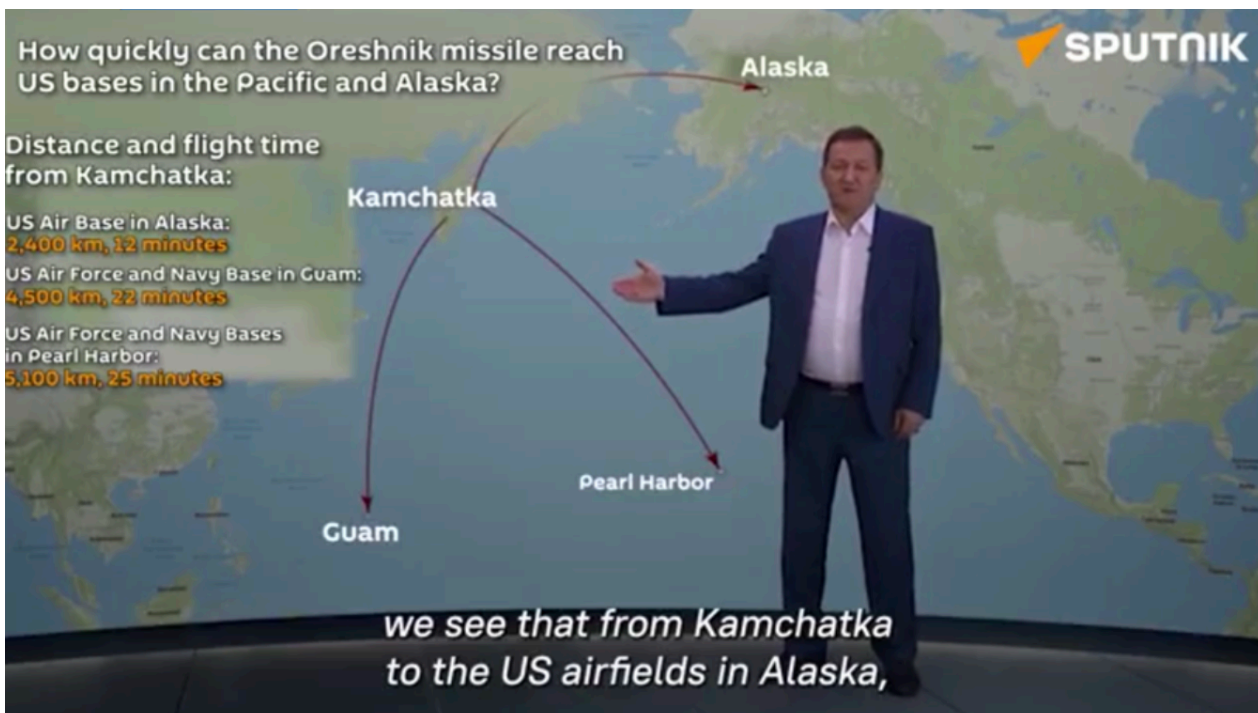 How quickly can the Oreshnik missile reach
US bases in the Pacific and Alaska?
SPUTNIK
Alaska
Distance and flight time
from Kamchatka:
Kamchatka
US Air Base in Alaska:
2,400 km, 12 minutes
US Air Force and Navy Base in Guam:
4,500 km, 22 minutes
US Air Force and Navy Bases
in Pearl Harbor:
5,100 km, 25 minutes
Pearl Harbor
Guam
we see that from Kamchatka
to the US airfields in Alaska,